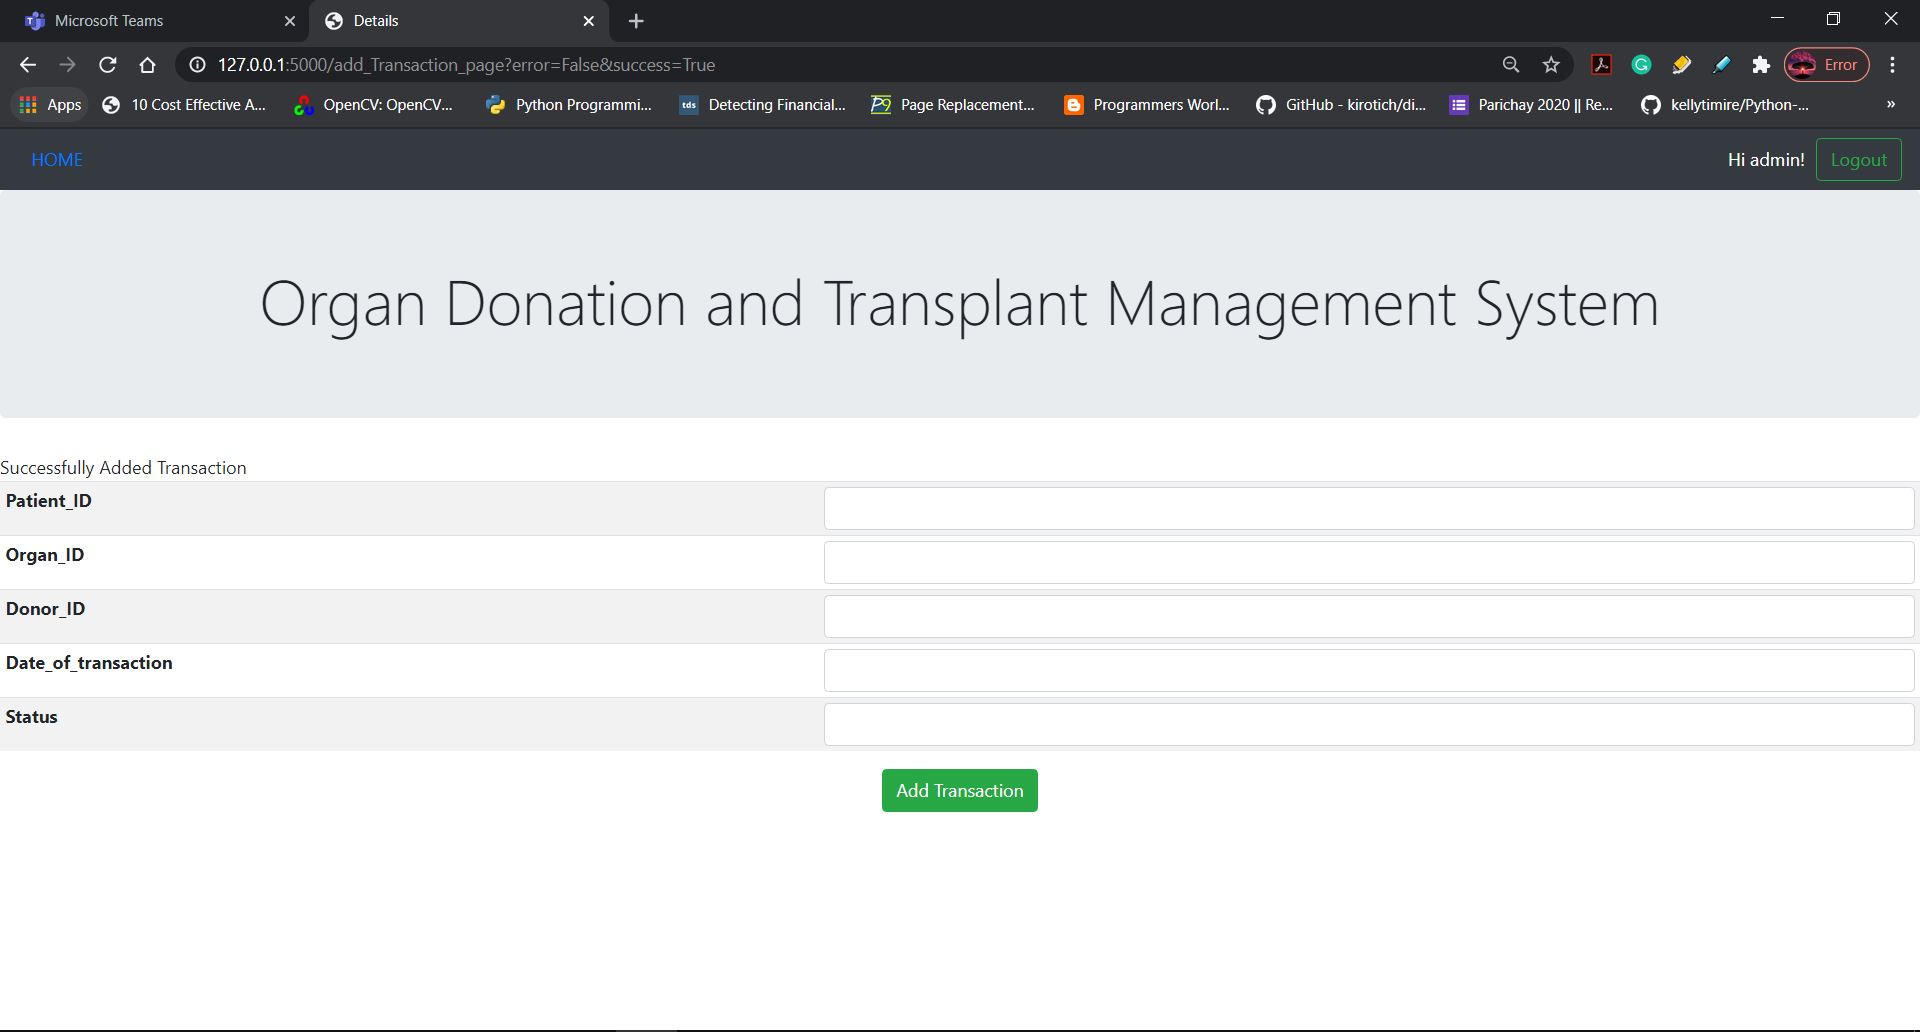 Microsoft Teams
Details
127.0.0.1:5000/add_Transaction_page?error=False&success=True
Error
Apps
10 Cost Effective A...
OpenCV: OpenCV...
Python Programmi...
tds
Detecting Financial...
Page Replacement...
Programmers Worl...
GitHub - kirotich/di...
Parichay 2020 || Re...
kellytimire/Python-...
»
HOME
Hi admin!
Logout
Organ Donation and Transplant Management System
Successfully Added Transaction
Patient_ID
Organ_ID
Donor_ID
Date_of_transaction
Status
Add Transaction